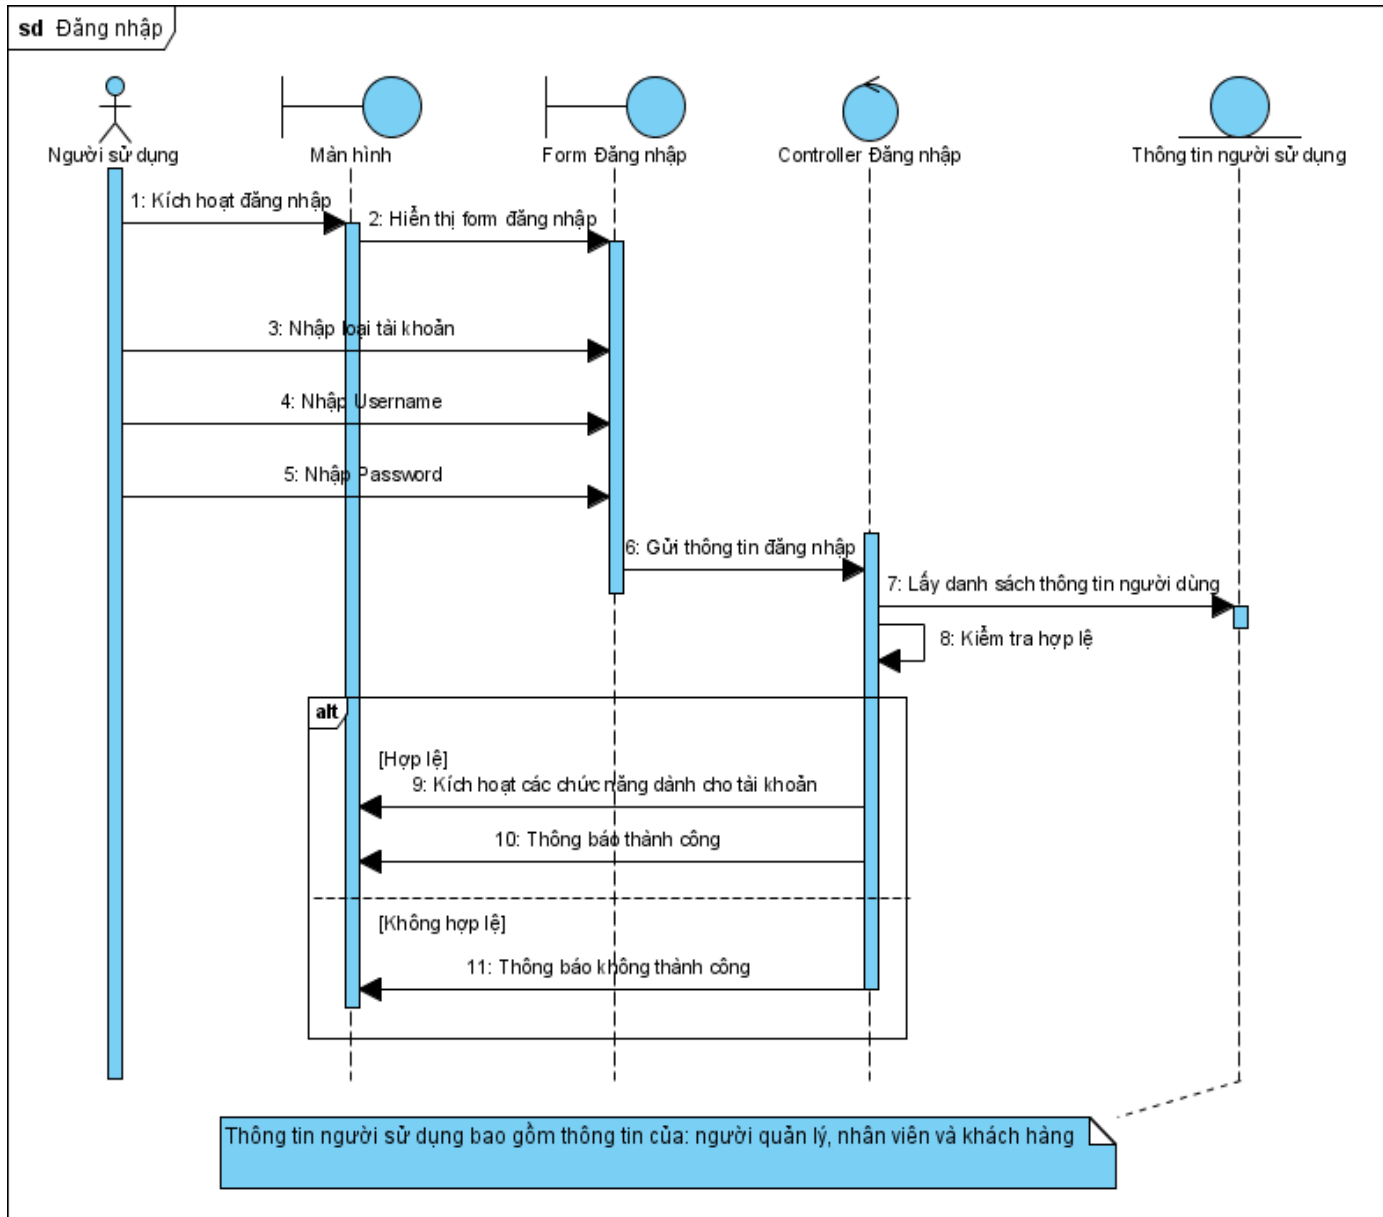 sd Đăng nhập
Người sử dụng
Màn hình
Form Đăng nhập
Controller Đăng nhập
Thông tin người sử dụng
1: Kích hoạt đăng nhập
2: Hiển thị form đăng nhập
3: Nhập loại tài khoản
4: Nhập Username
5: Nhập Password
6: Gửi thông tin đăng nhập
7: Lấy danh sách thông tin người dùng
8: Kiểm tra hợp lệ
alt
[Hợp lệ]
9: Kích hoạt các chức năng dành cho tài khoản
10: Thông báo thành công
[Không hợp lệ]
11: Thông báo không thành công
Thông tin người sử dụng bao gồm thông tin của: người quản lý, nhân viên và khách hàng